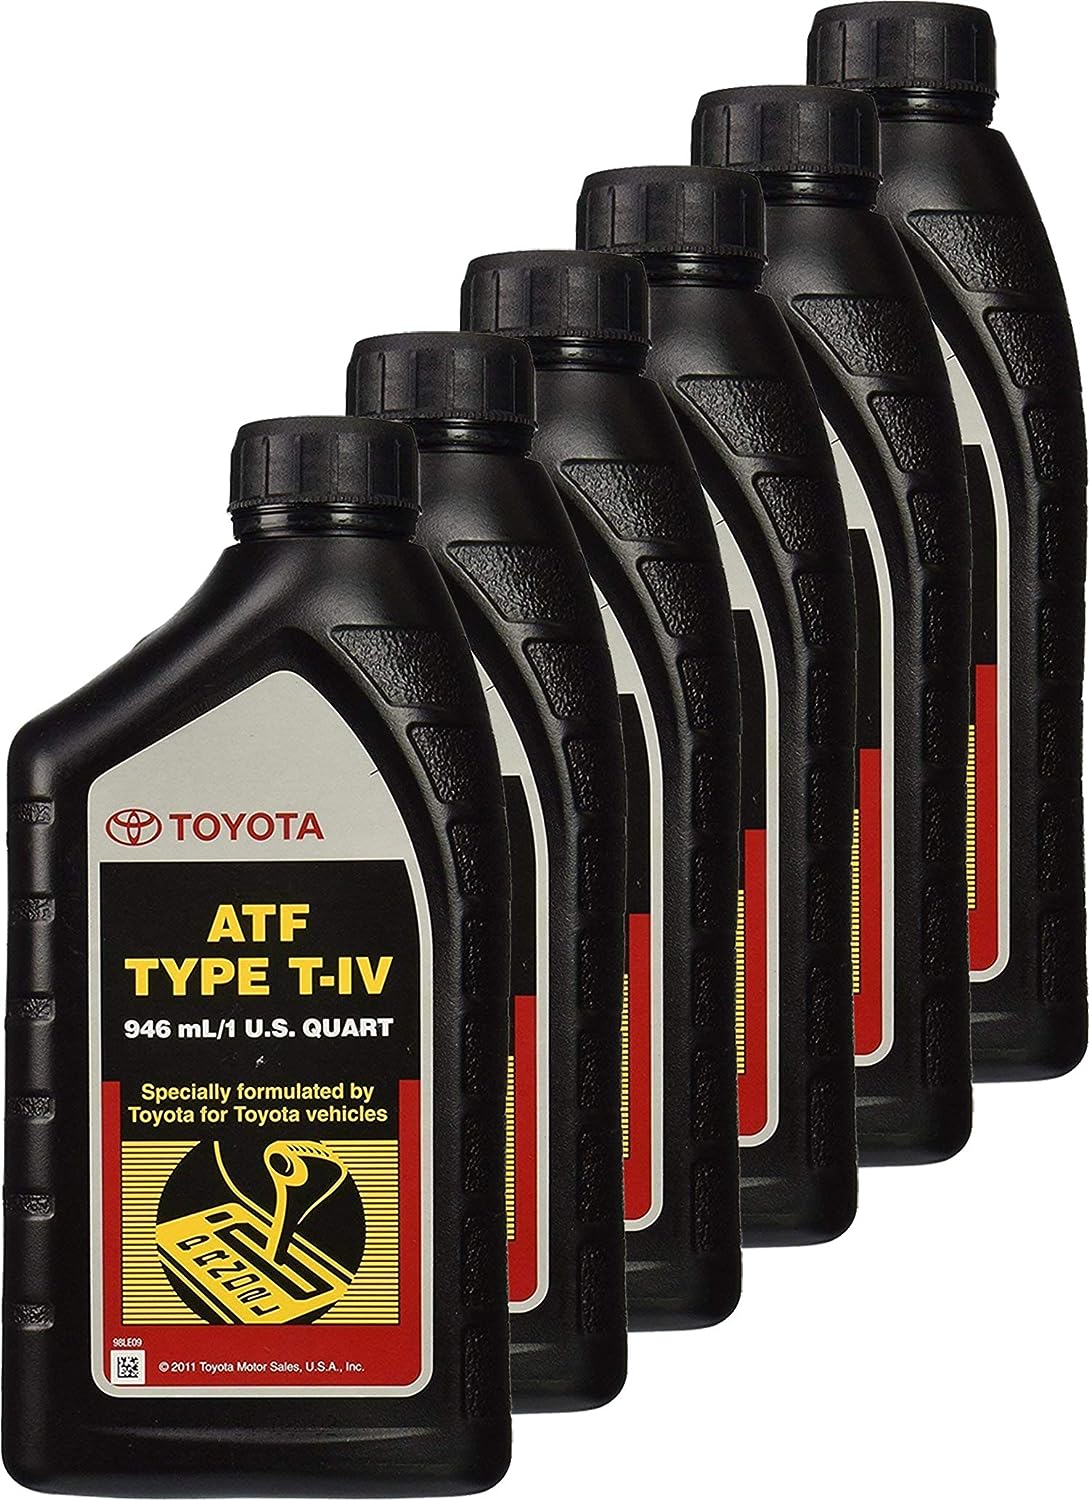 TOYOTA
ATF
TYPE T-IV
946 mL/1 U.S. QUART
Specially formulated by
Toyota for Toyota vehicles
98LE09
© 2011 Toyota Motor Sales, U.S.A., Inc.